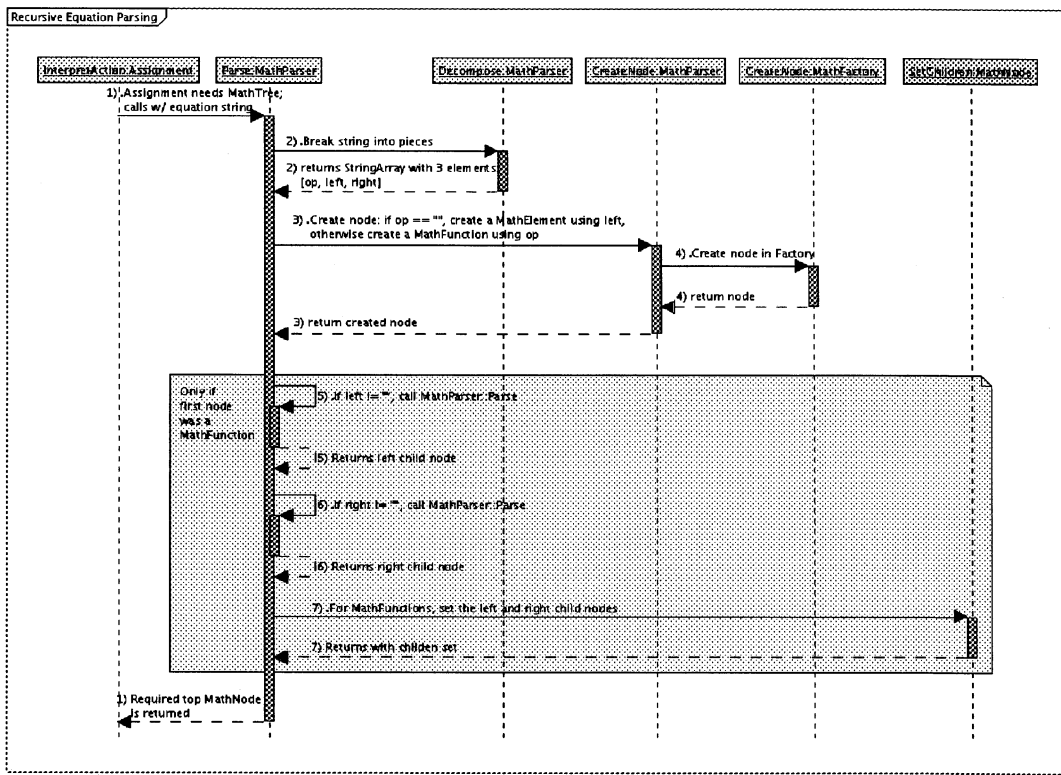 Recursive Equation Parsing
InterpretAction:Assignment
Parse:MathParser
Decompose:MathParser
CreateNode:MathParser
CreateNode:MathFactory
SetChildren:MathNode
1) .Assignment needs MathTree;
calls w/ equation string
2) .Break string into pieces
2) returns StringArray with 3 elements
[op, left, right]
3) .Create node: if op == "", create a MathElement using left,
otherwise create a MathFunction using op
4) .Create node in Factory
4) return node
3) return created node
Only if
first node
was a
MathFunction
5) .if left != "", call MathParser::Parse
5) Returns left child node
6) .if right != "", call MathParser::Parse
6) Returns right child node
7) .For MathFunctions, set the left and right child nodes
7) Returns with childen set
1) Required top MathNode
is returned